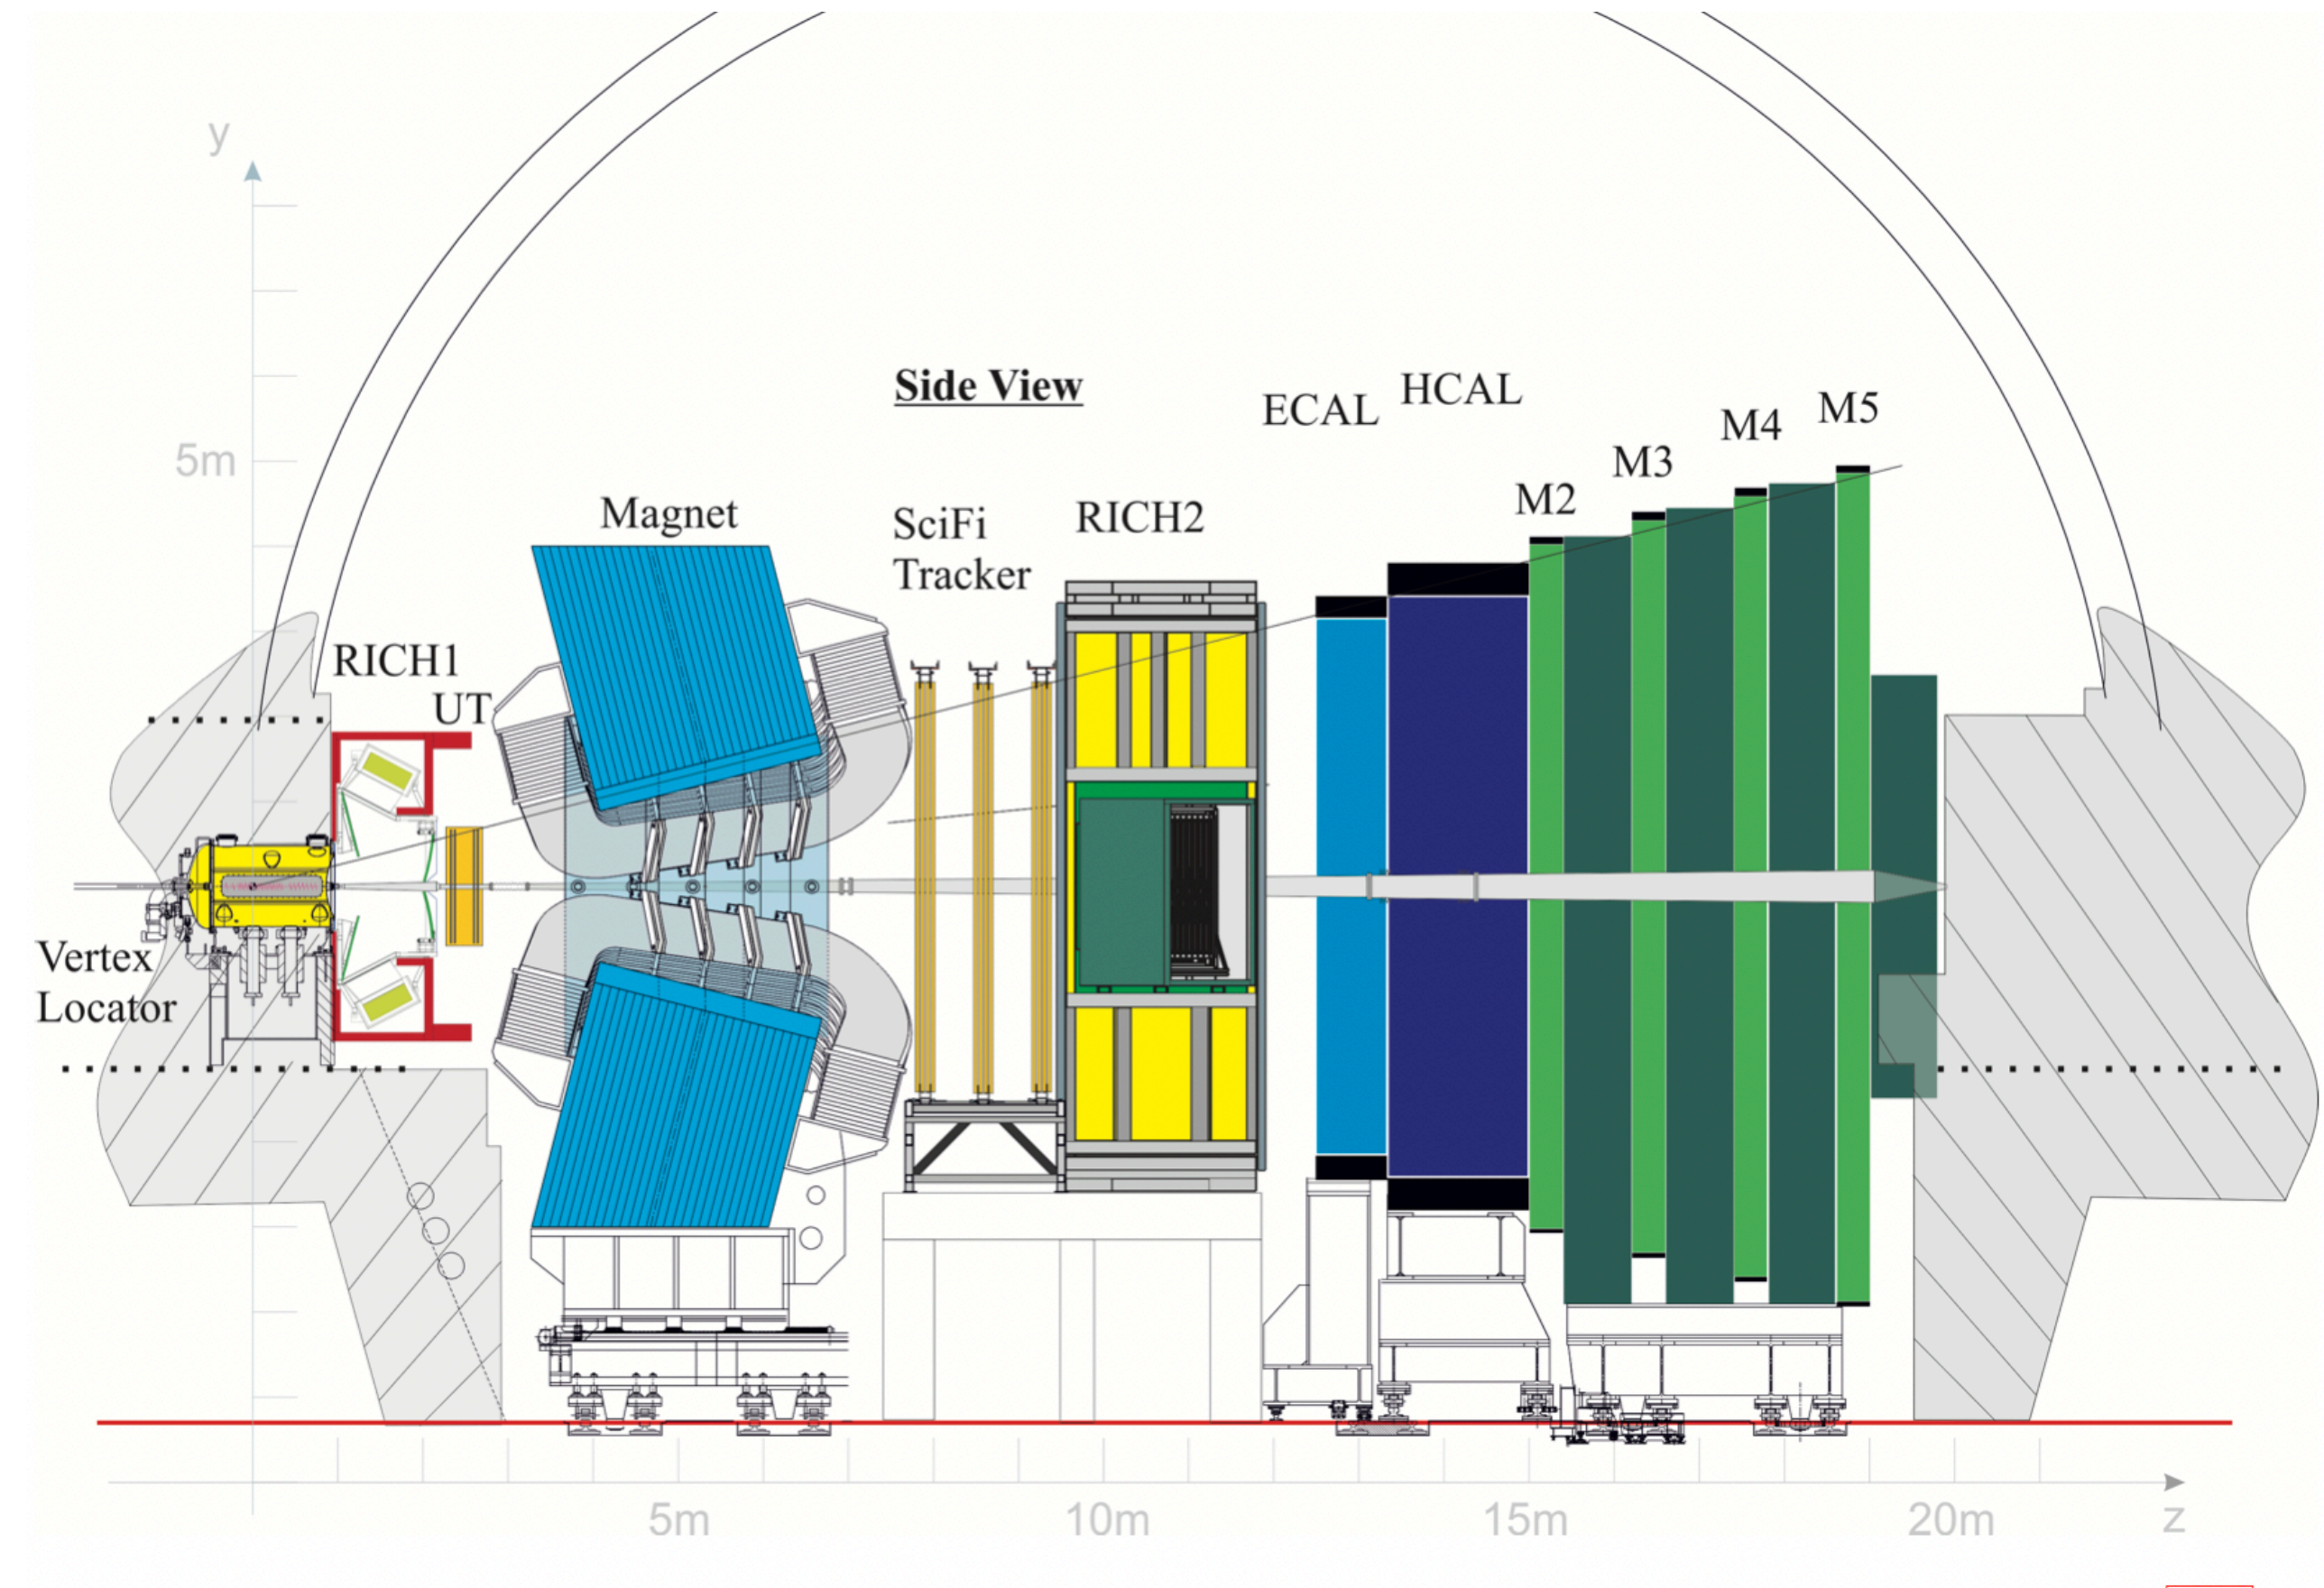 y
5m
Side View
ECAL
HCAL
M5
M4
M3
M2
Magnet
SciFi
Tracker
RICH2
RICH1
UT
Vertex
Locator
5m
10m
15m
20m
z